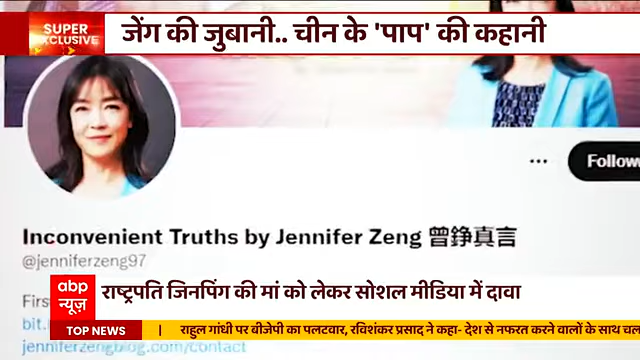 SUPER
EXCLUSIVE
जेंग की जुबानी.. चीन के 'पाप' की कहानी
...
Follow
Inconvenient Truths by Jennifer Zeng 曾錚真言
@jenniferzeng97
abp
न्यूज़
राष्ट्रपति जिनपिंग की मां को लेकर सोशल मीडिया में दावा
TOP NEWS
राहुल गांधी पर बीजेपी का पलटवार, रविशंकर प्रसाद ने कहा- देश से नफरत करने वालों के साथ चल
jenniferzengblog.com/contact